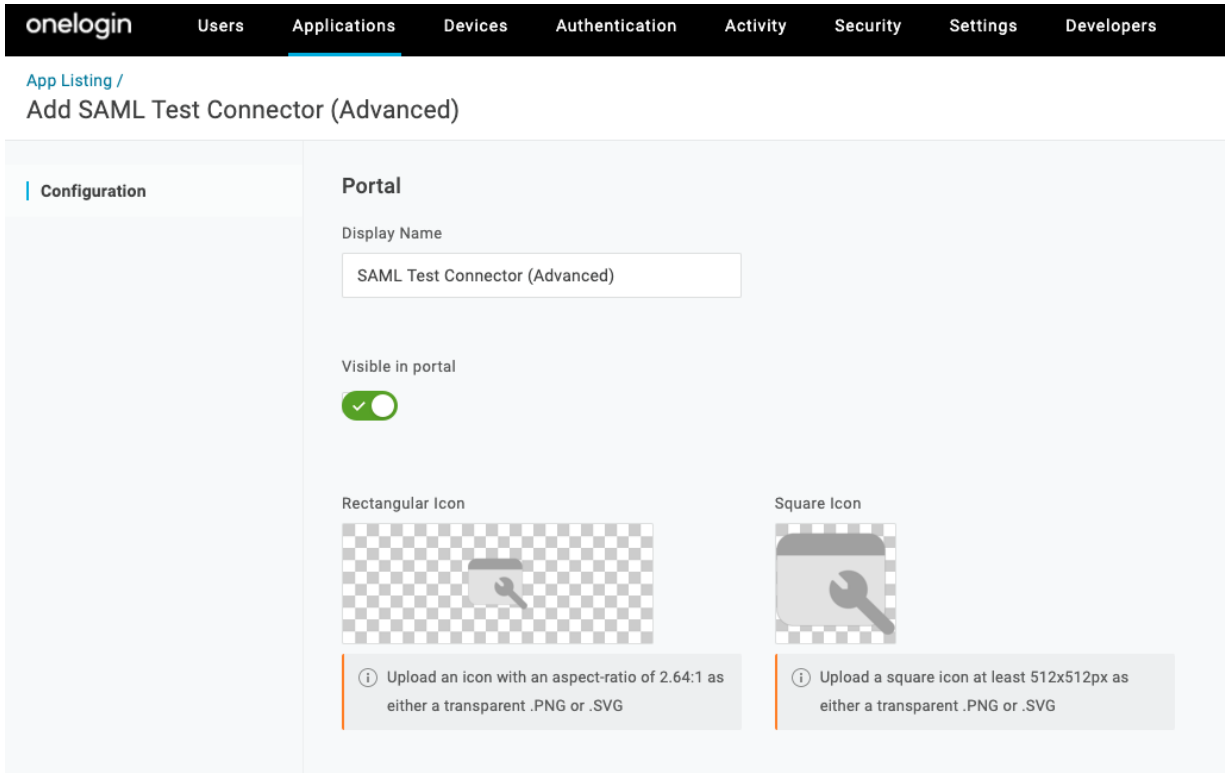 onelogin Users Applications Devices Authentication Activity Security Settings Developers
App Listing /
Add SAML Test Connector (Advanced)
Configuration
Portal
Display Name
SAML Test Connector (Advanced)
Visible in portal
Rectangular Icon
Upload an icon with an aspect-ratio of 2.64:1 as
either a transparent .PNG or .SVG
Square Icon
Upload a square icon at least 512x512px as
either a transparent .PNG or .SVG